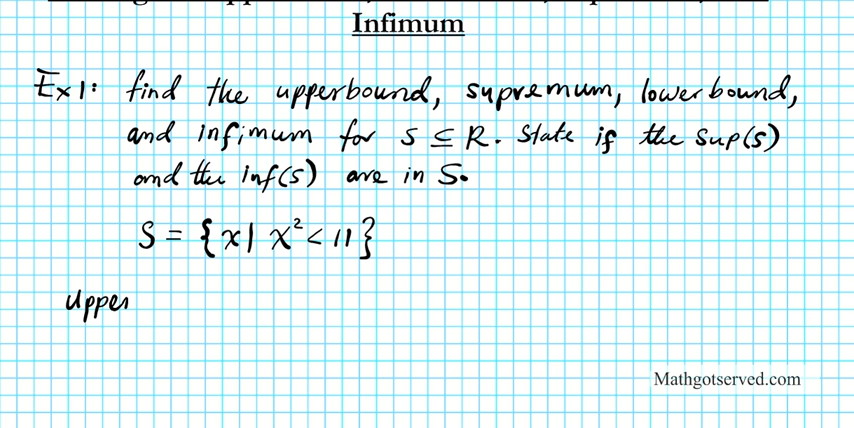 Infimum
Ex1: find the upperbound, supremum, lowerbound,
and infimum for S ⊆ R. State if the Sup(s)
and the inf(s) are in S.
S = {x| x² < 11}
Upper
Mathgotserved.com